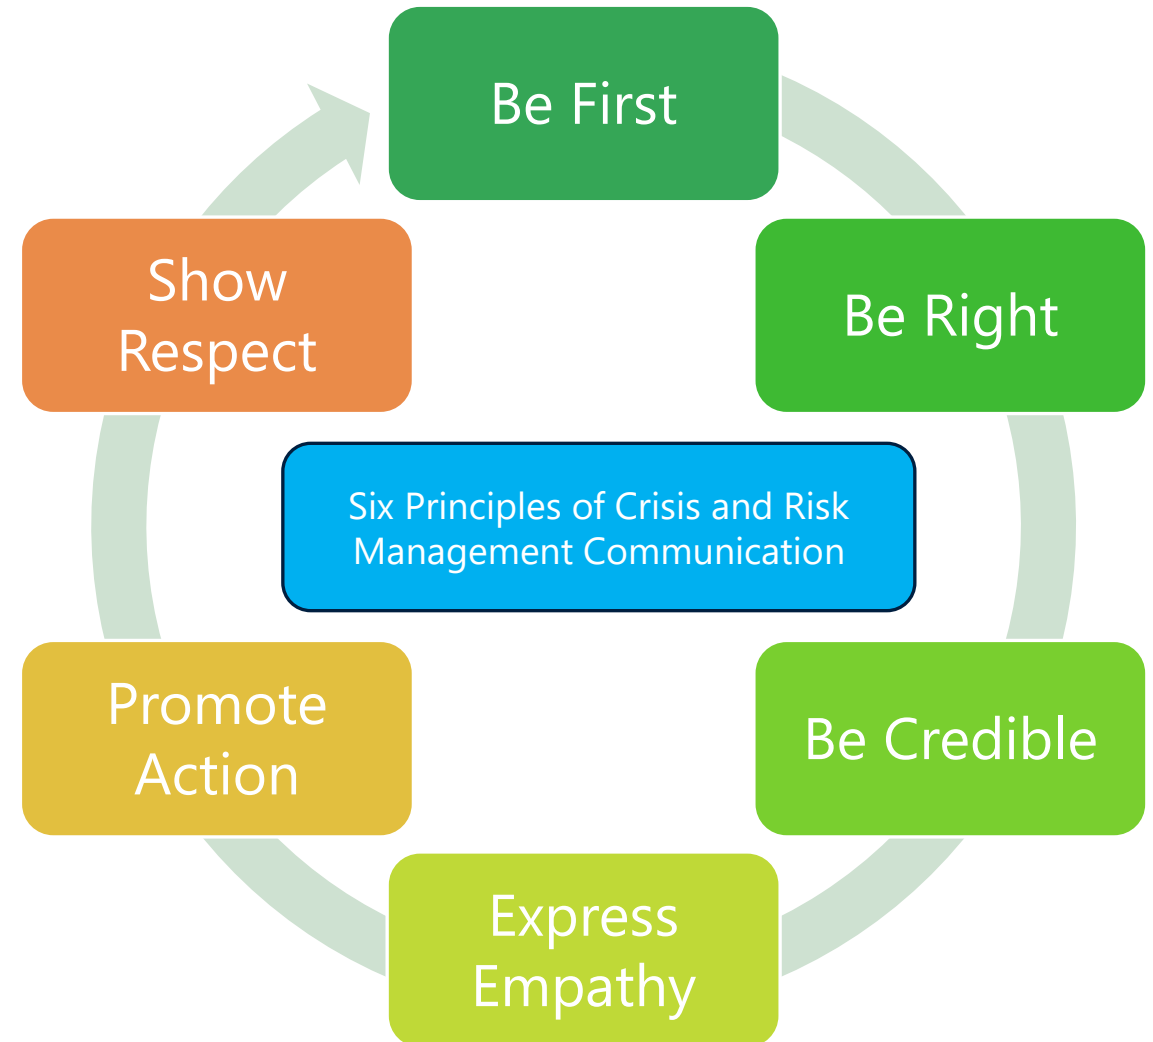 Be First
Be Right
Be Credible
Express
Empathy
Promote
Action
Show
Respect
Six Principles of Crisis and Risk
Management Communication